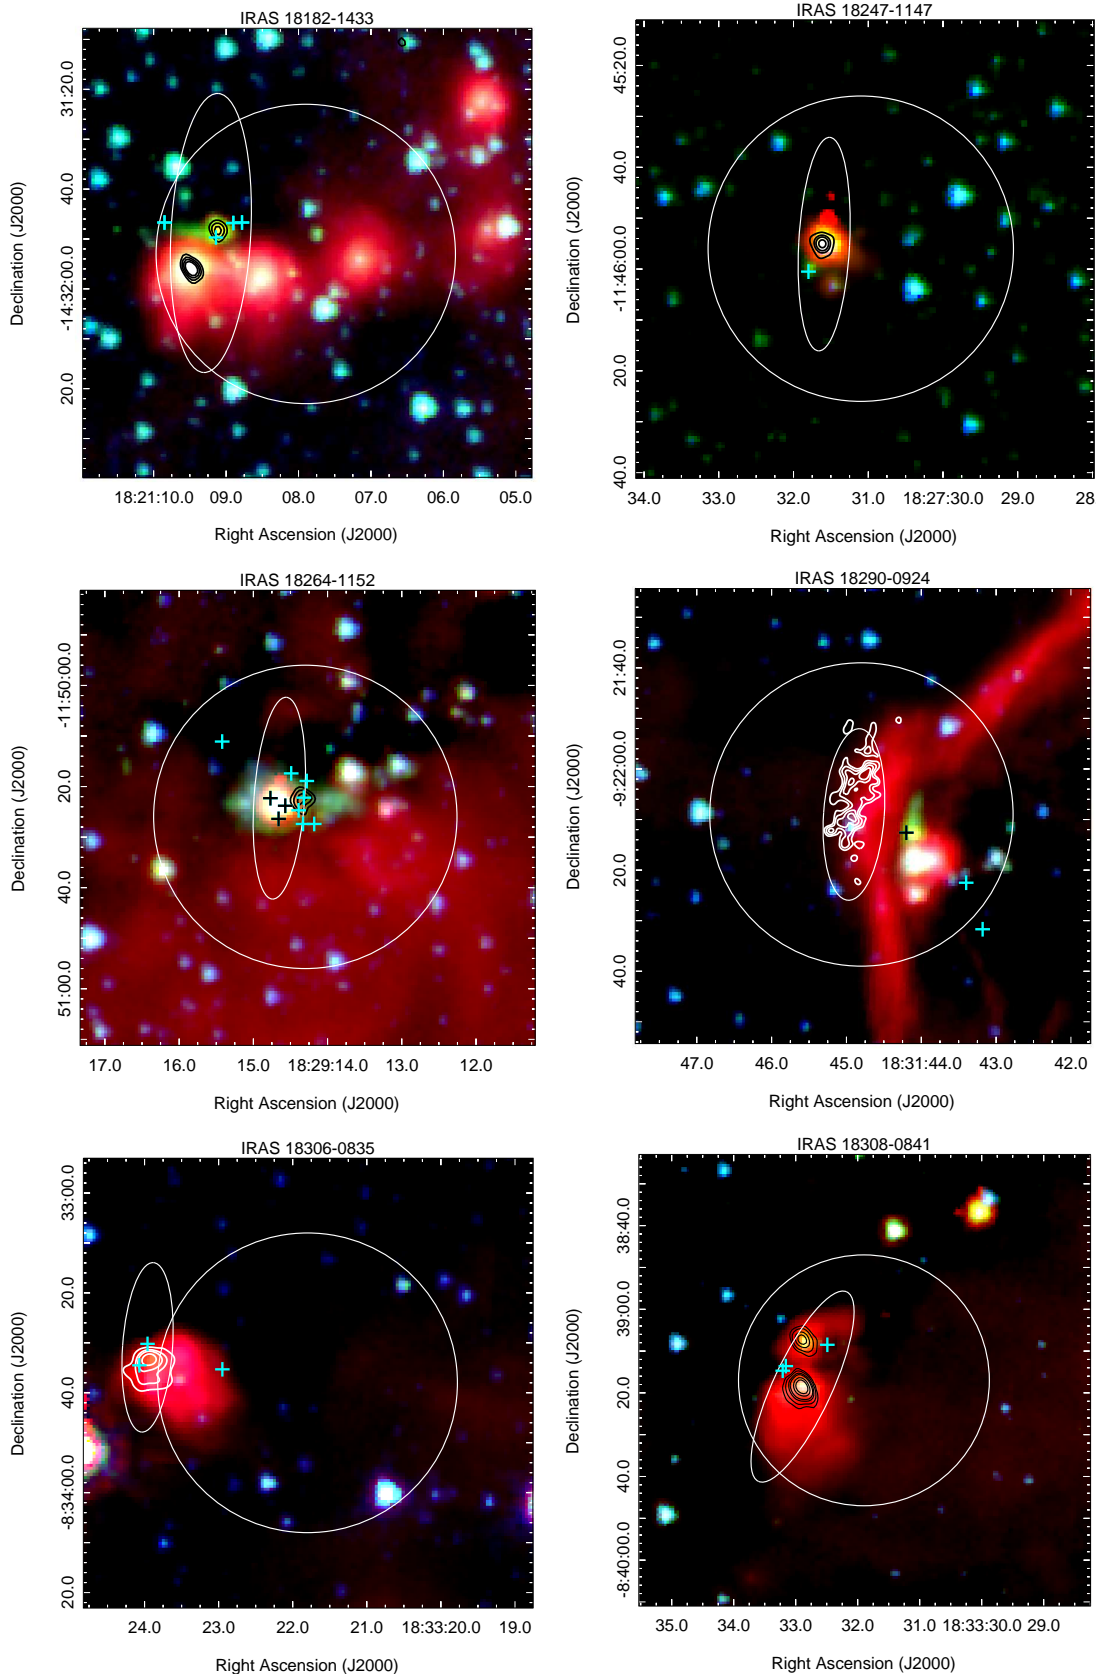 IRAS 18182-1433
Declination (J2000)
31:20.0
40.0
-14:32:00.0
20.0
18:21:10.0 09.0 08.0 07.0 06.0 05.0
Right Ascension (J2000)
IRAS 18247-1147
Declination (J2000)
45:20.0
40.0
-11:46:00.0
20.0
40.0
34.0 33.0 32.0 31.0 18:27:30.0 29.0 28
Right Ascension (J2000)
IRAS 18264-1152
Declination (J2000)
-11:50:00.0
20.0
40.0
51:00.0
17.0 16.0 15.0 18:29:14.0 13.0 12.0
Right Ascension (J2000)
IRAS 18290-0924
Declination (J2000)
21:40.0
-9:22:00.0
20.0
40.0
47.0 46.0 45.0 18:31:44.0 43.0 42.0
Right Ascension (J2000)
IRAS 18306-0835
Declination (J2000)
33:00.0
20.0
40.0
-8:34:00.0
20.0
24.0 23.0 22.0 21.0 18:33:20.0 19.0
Right Ascension (J2000)
IRAS 18308-0841
Declination (J2000)
38:40.0
39:00.0
20.0
40.0
-8:40:00.0
35.0 34.0 33.0 32.0 31.0 18:33:30.0 29.0
Right Ascension (J2000)